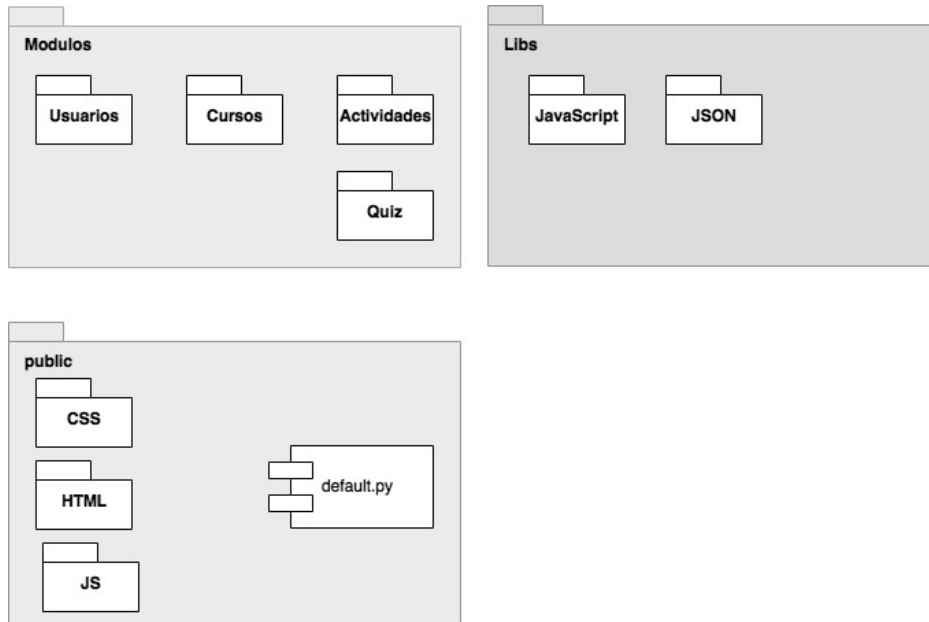 Modulos
Usuarios
Cursos
Actividades
Quiz
Libs
JavaScript
JSON
public
CSS
HTML
JS
default.py